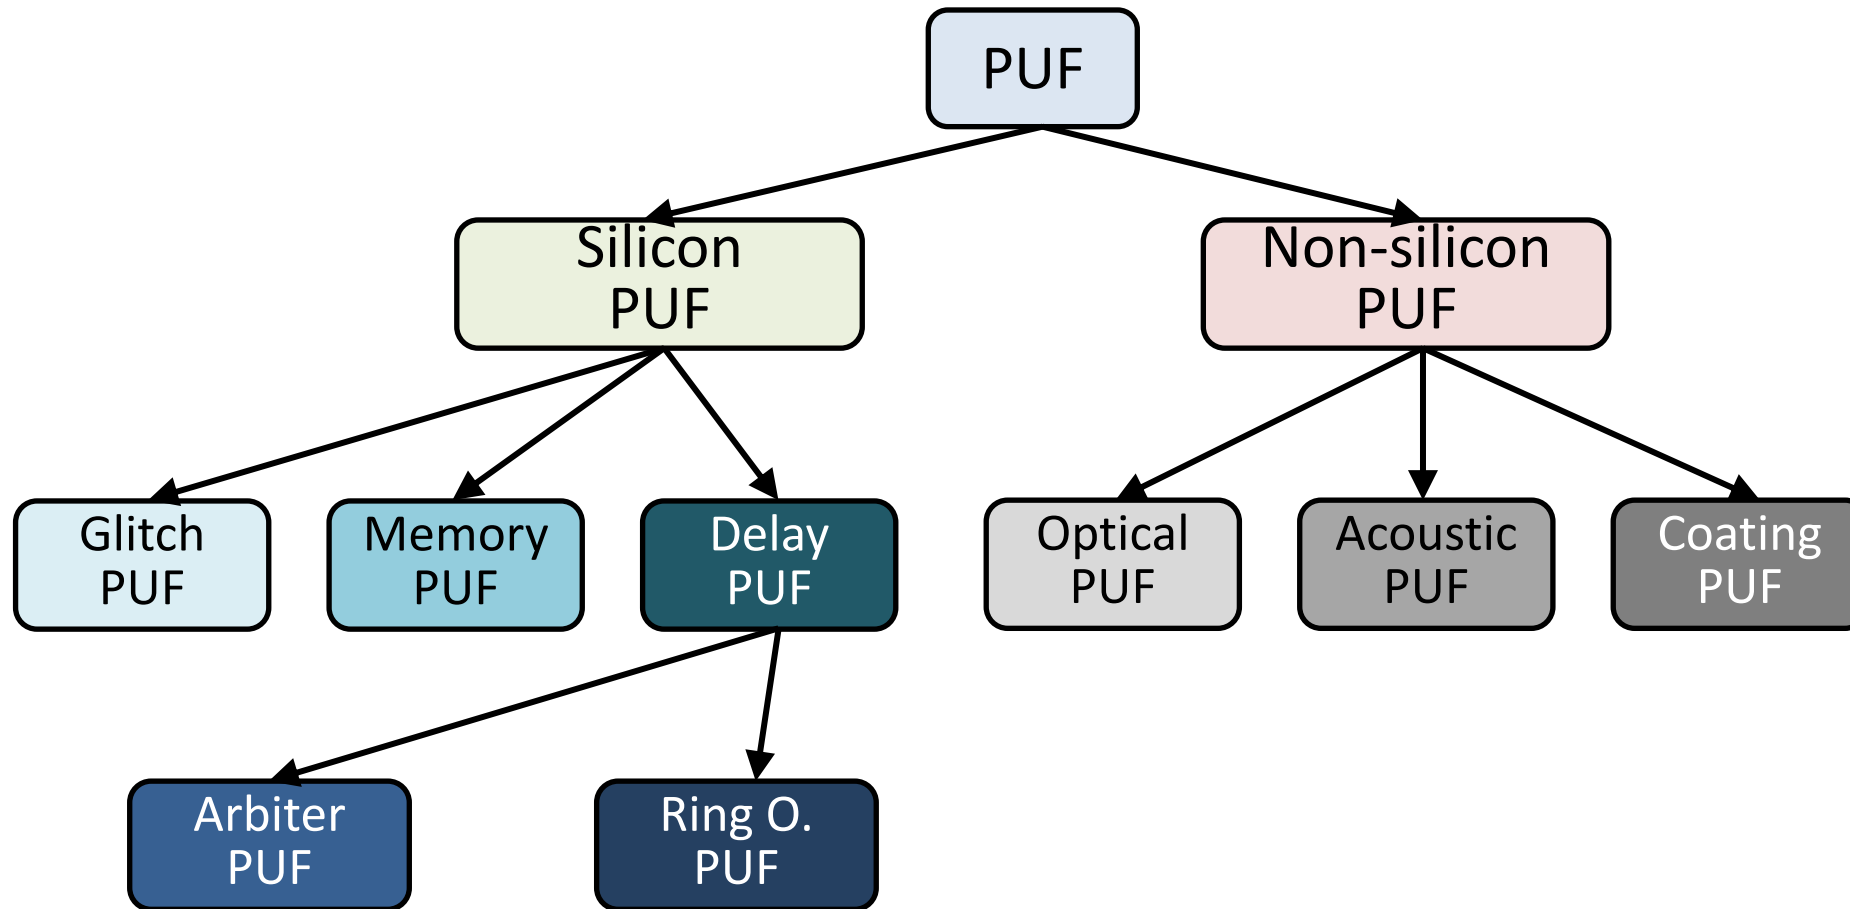 PUF
Silicon
PUF
Non-silicon
PUF
Glitch
PUF
Memory
PUF
Delay
PUF
Optical
PUF
Acoustic
PUF
Coating
PUF
Arbiter
PUF
Ring O.
PUF